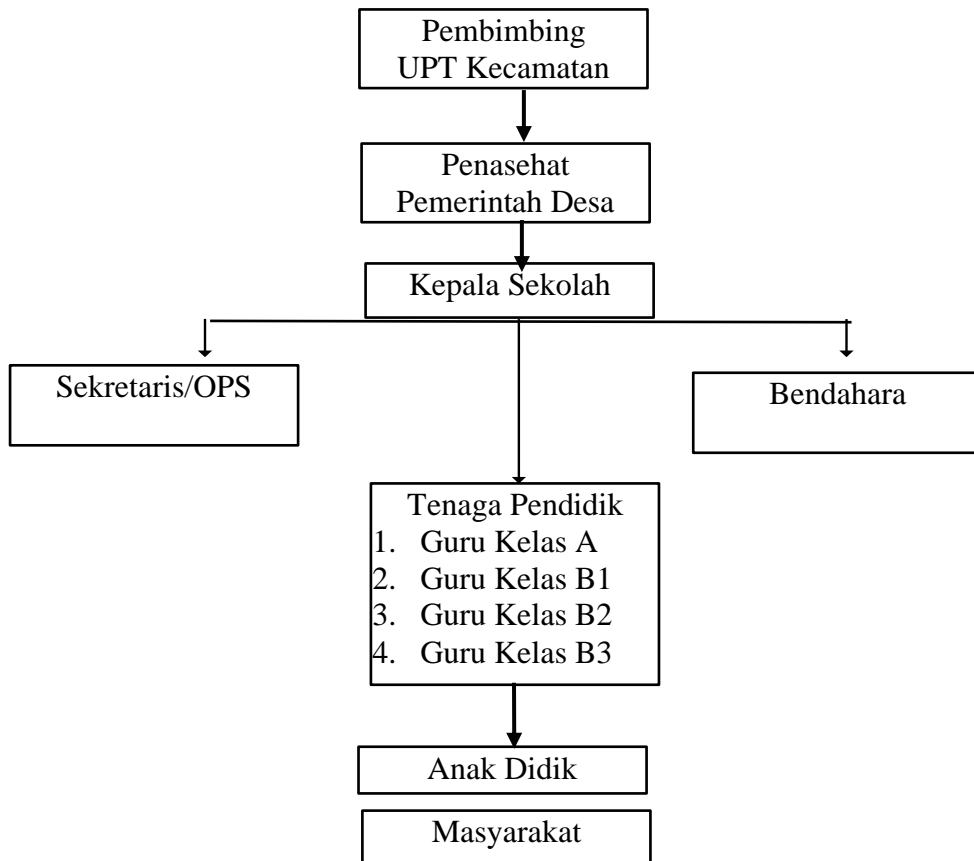 Pembimbing
UPT Kecamatan
Penasehat
Pemerintah Desa
Kepala Sekolah
Sekretaris/OPS
Bendahara
Tenaga Pendidik
1. Guru Kelas A
2. Guru Kelas B1
3. Guru Kelas B2
4. Guru Kelas B3
Anak Didik
Masyarakat